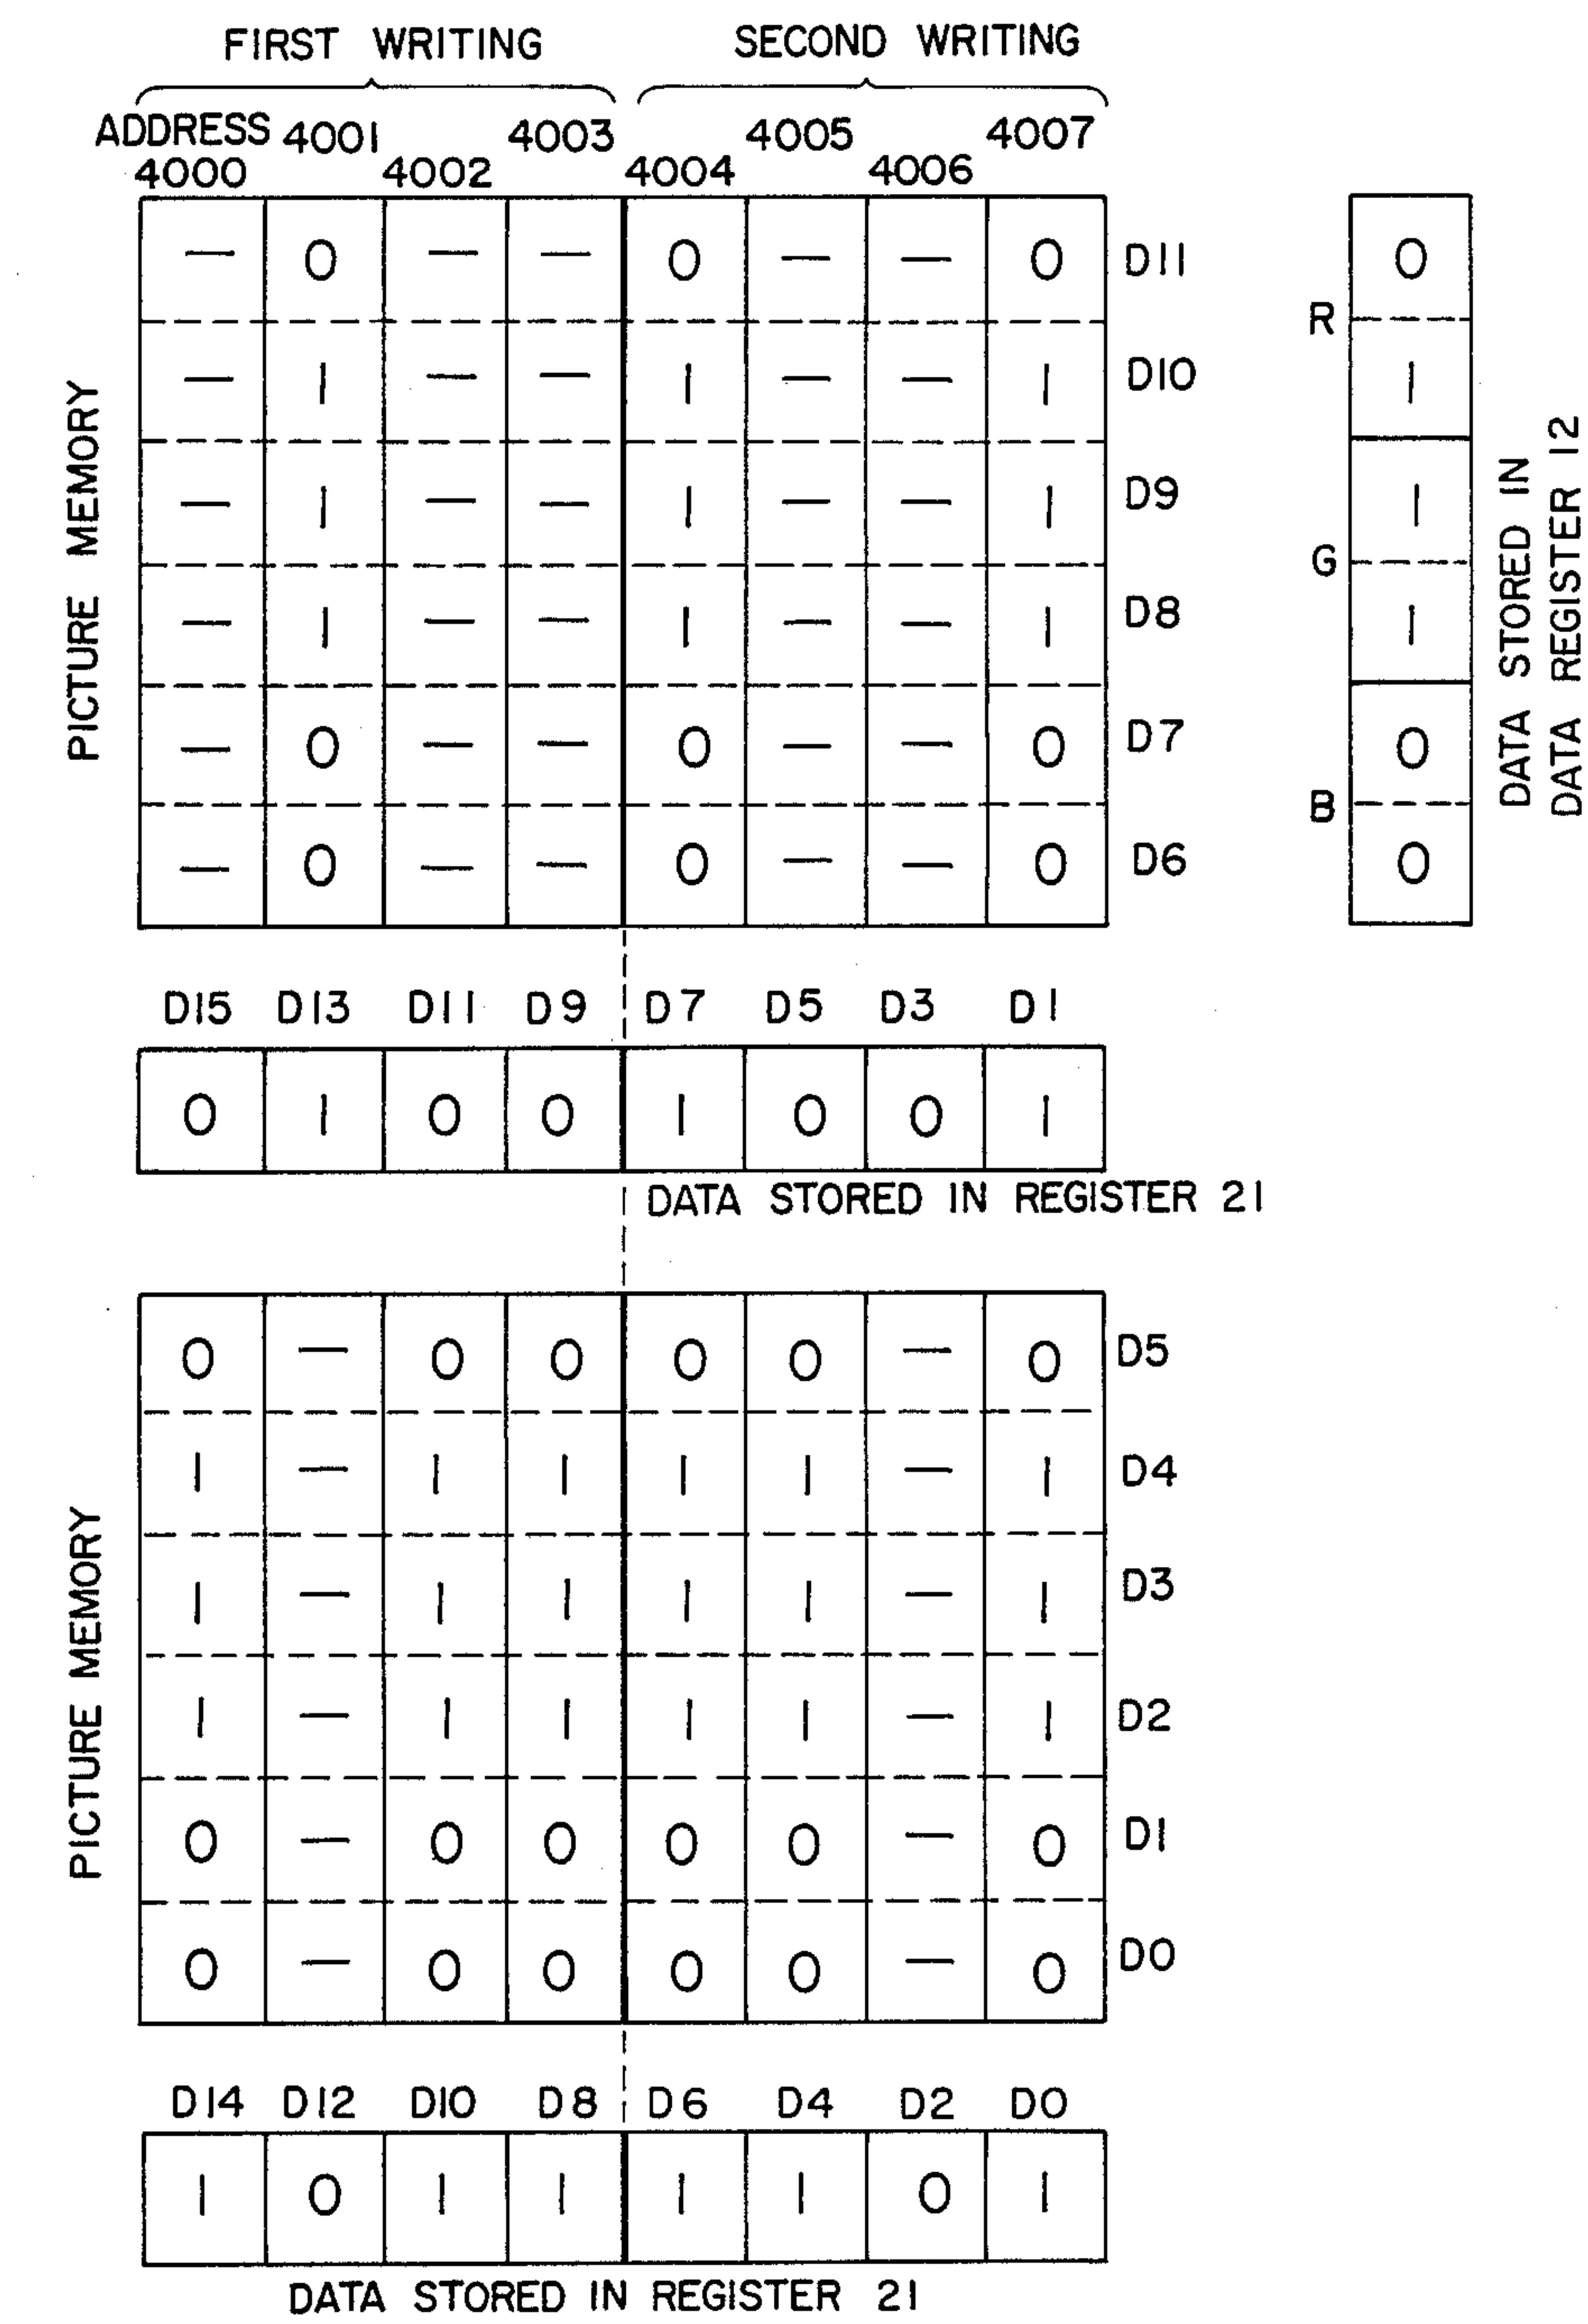 FIRST WRITING SECOND WRITING
ADDRESS 4001 4003 4005 4007
4000 4002 4004 4006
— 0 — — 0 — — 0 D11 0
R
— 1 — — 1 — — 1 D10 1
— 1 — — 1 — — 1 D9 1
G
— 1 — — 1 — — 1 D8 1
— 0 — — 0 — — 0 D7 0
B
— 0 — — 0 — — 0 D6 0
PICTURE MEMORY
DATA STORED IN
DATA REGISTER 12
D15 D13 D11 D9 D7 D5 D3 D1
0 1 0 0 1 0 0 1
DATA STORED IN REGISTER 21
0 — 0 0 0 0 — 0 D5
1 — 1 1 1 1 — 1 D4
1 — 1 1 1 1 — 1 D3
1 — 1 1 1 1 — 1 D2
0 — 0 0 0 0 — 0 D1
0 — 0 0 0 0 — 0 D0
PICTURE MEMORY
D14 D12 D10 D8 D6 D4 D2 D0
1 0 1 1 1 1 0 1
DATA STORED IN REGISTER 21